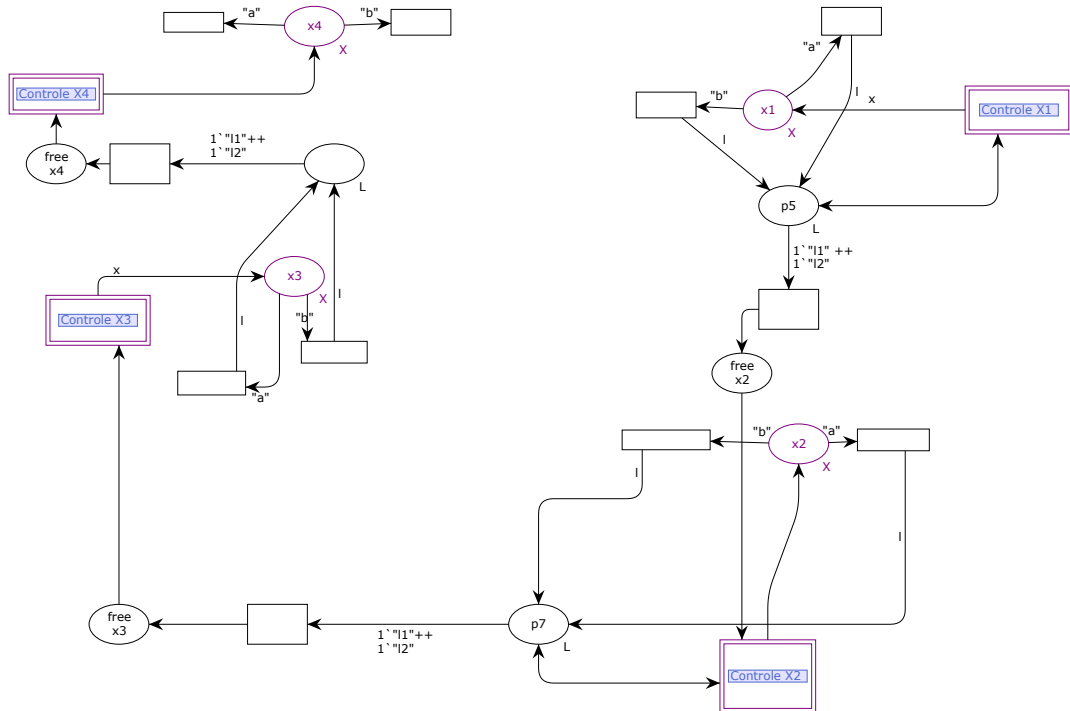 "a"
x4
"b"
X
Controle X4
free
x4
1`"l1"++
1`"l2"
L
x
x3
X
"b"
l
l
Controle X3
"a"
"a"
l
"b"
x1
X
x
Controle X1
l
p5
L
1`"l1" ++
1`"l2"
free
x2
"b"
x2
"a"
X
l
l
free
x3
1`"l1"++
1`"l2"
p7
L
Controle X2